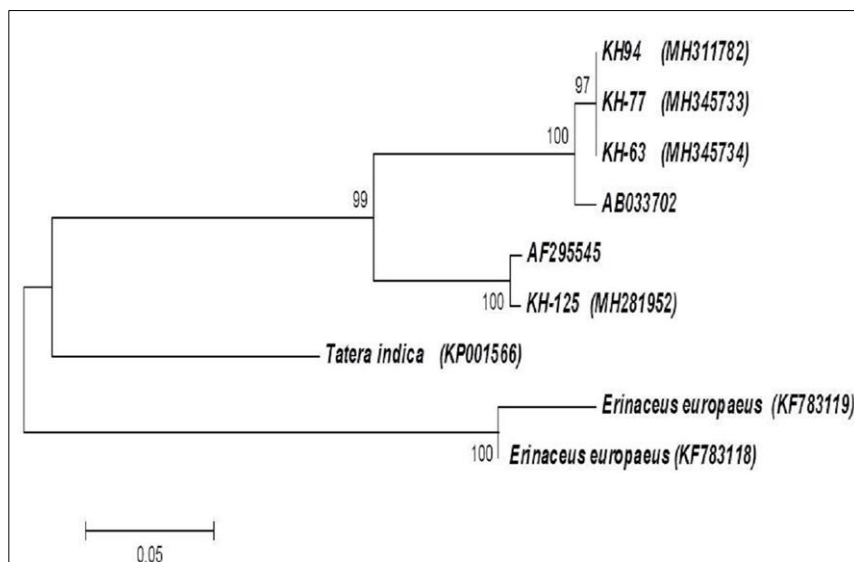 KH94 (MH311782)
97
KH-77 (MH345733)
100
KH-63 (MH345734)
99
AB033702
AF295545
100
KH-125 (MH281952)
Tatera indica (KP001566)
Erinaceus europaeus (KF783119)
100
Erinaceus europaeus (KF783118)
0.05